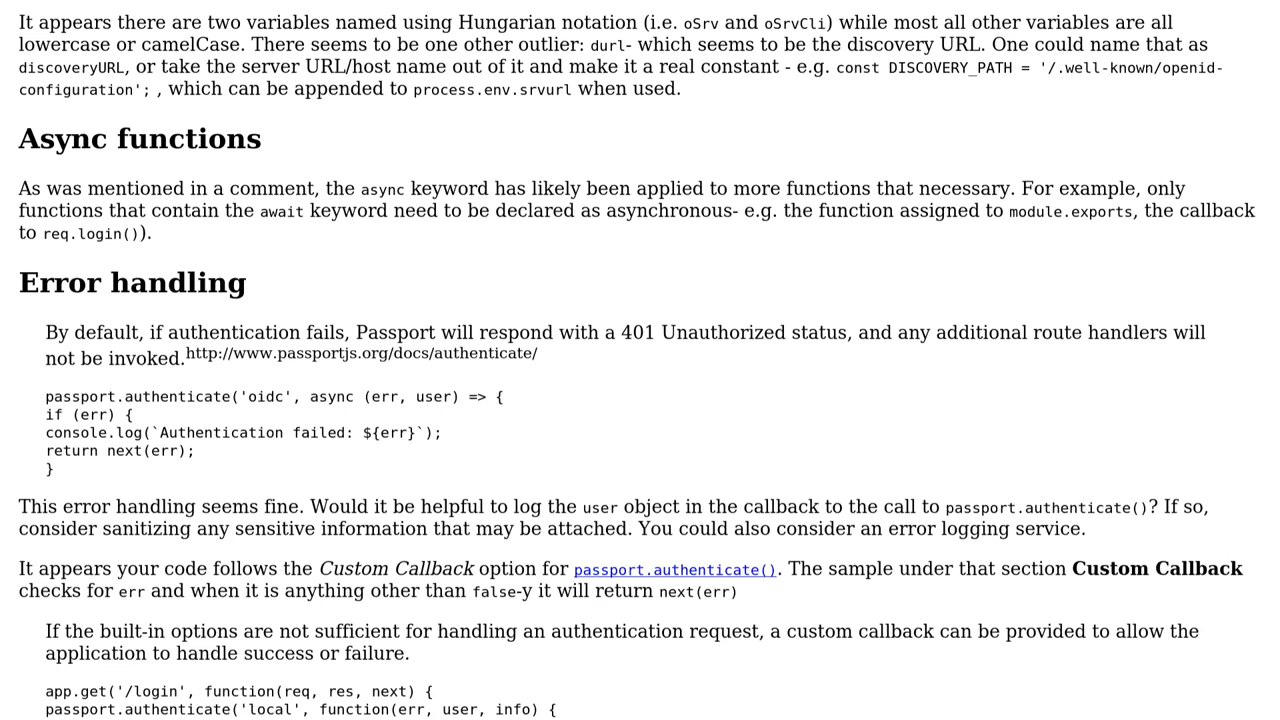 It appears there are two variables named using Hungarian notation (i.e. oSrv and oSrvCli) while most all other variables are all
lowercase or camelCase. There seems to be one other outlier: durl- which seems to be the discovery URL. One could name that as
discoveryURL, or take the server URL/host name out of it and make it a real constant - e.g. const DISCOVERY_PATH = '/.well-known/openid-
configuration'; , which can be appended to process.env.srvurl when used.
Async functions
As was mentioned in a comment, the async keyword has likely been applied to more functions that necessary. For example, only
functions that contain the await keyword need to be declared as asynchronous- e.g. the function assigned to module.exports, the callback
to req.login()).
Error handling
By default, if authentication fails, Passport will respond with a 401 Unauthorized status, and any additional route handlers will
not be invoked.http://www.passportjs.org/docs/authenticate/
passport.authenticate('oidc', async (err, user) => {
if (err) {
console.log(`Authentication failed: ${err}`);
return next(err);
}
This error handling seems fine. Would it be helpful to log the user object in the callback to the call to passport.authenticate()? If so,
consider sanitizing any sensitive information that may be attached. You could also consider an error logging service.
It appears your code follows the Custom Callback option for passport.authenticate(). The sample under that section Custom Callback
checks for err and when it is anything other than false-y it will return next(err)
If the built-in options are not sufficient for handling an authentication request, a custom callback can be provided to allow the
application to handle success or failure.
app.get('/login', function(req, res, next) {
passport.authenticate('local', function(err, user, info) {